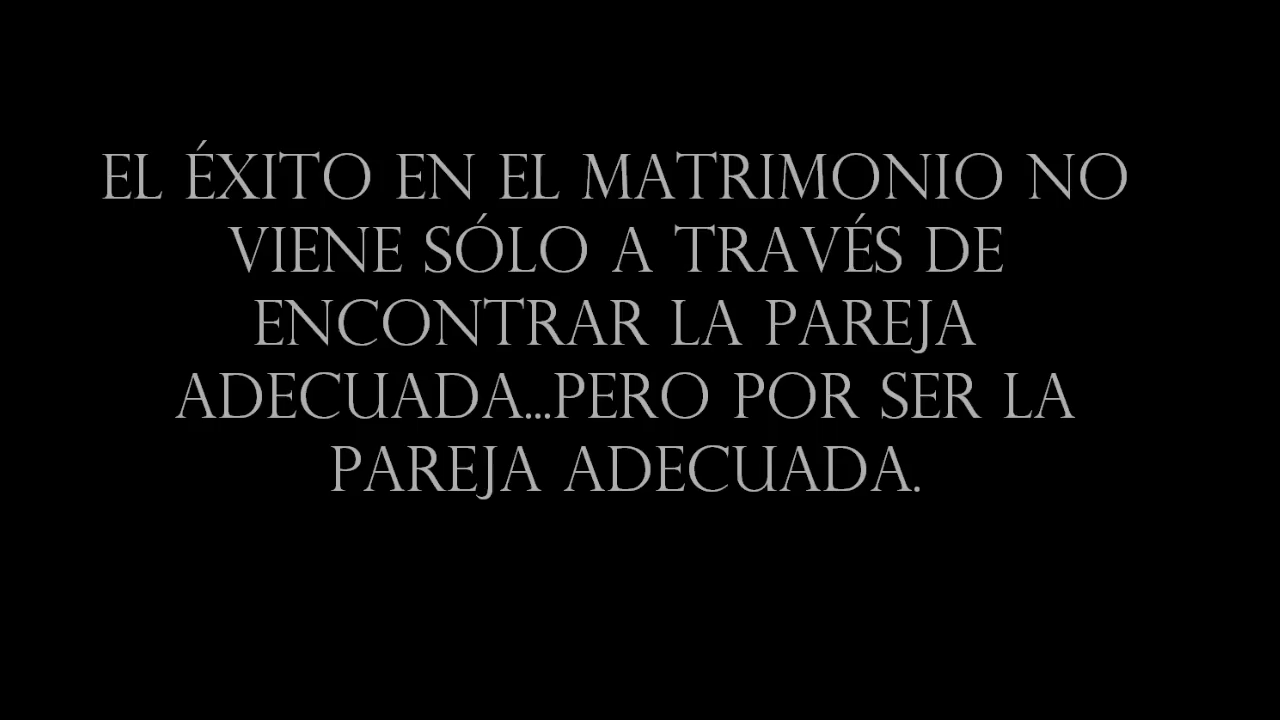 EL ÉXITO EN EL MATRIMONIO NO
VIENE SÓLO A TRAVÉS DE
ENCONTRAR LA PAREJA
ADECUADA...PERO POR SER LA
PAREJA ADECUADA.